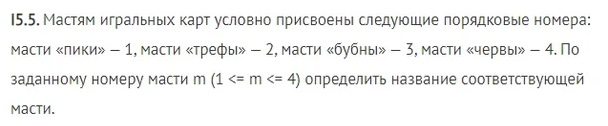 I5.5. Мастям игральных карт условно присвоены следующие порядковые номера:
масти «пики» — 1, масти «трефы» — 2, масти «бубны» — 3, масти «червы» — 4. По
заданному номеру масти m (1 <= m <= 4) определить название соответствующей
масти.